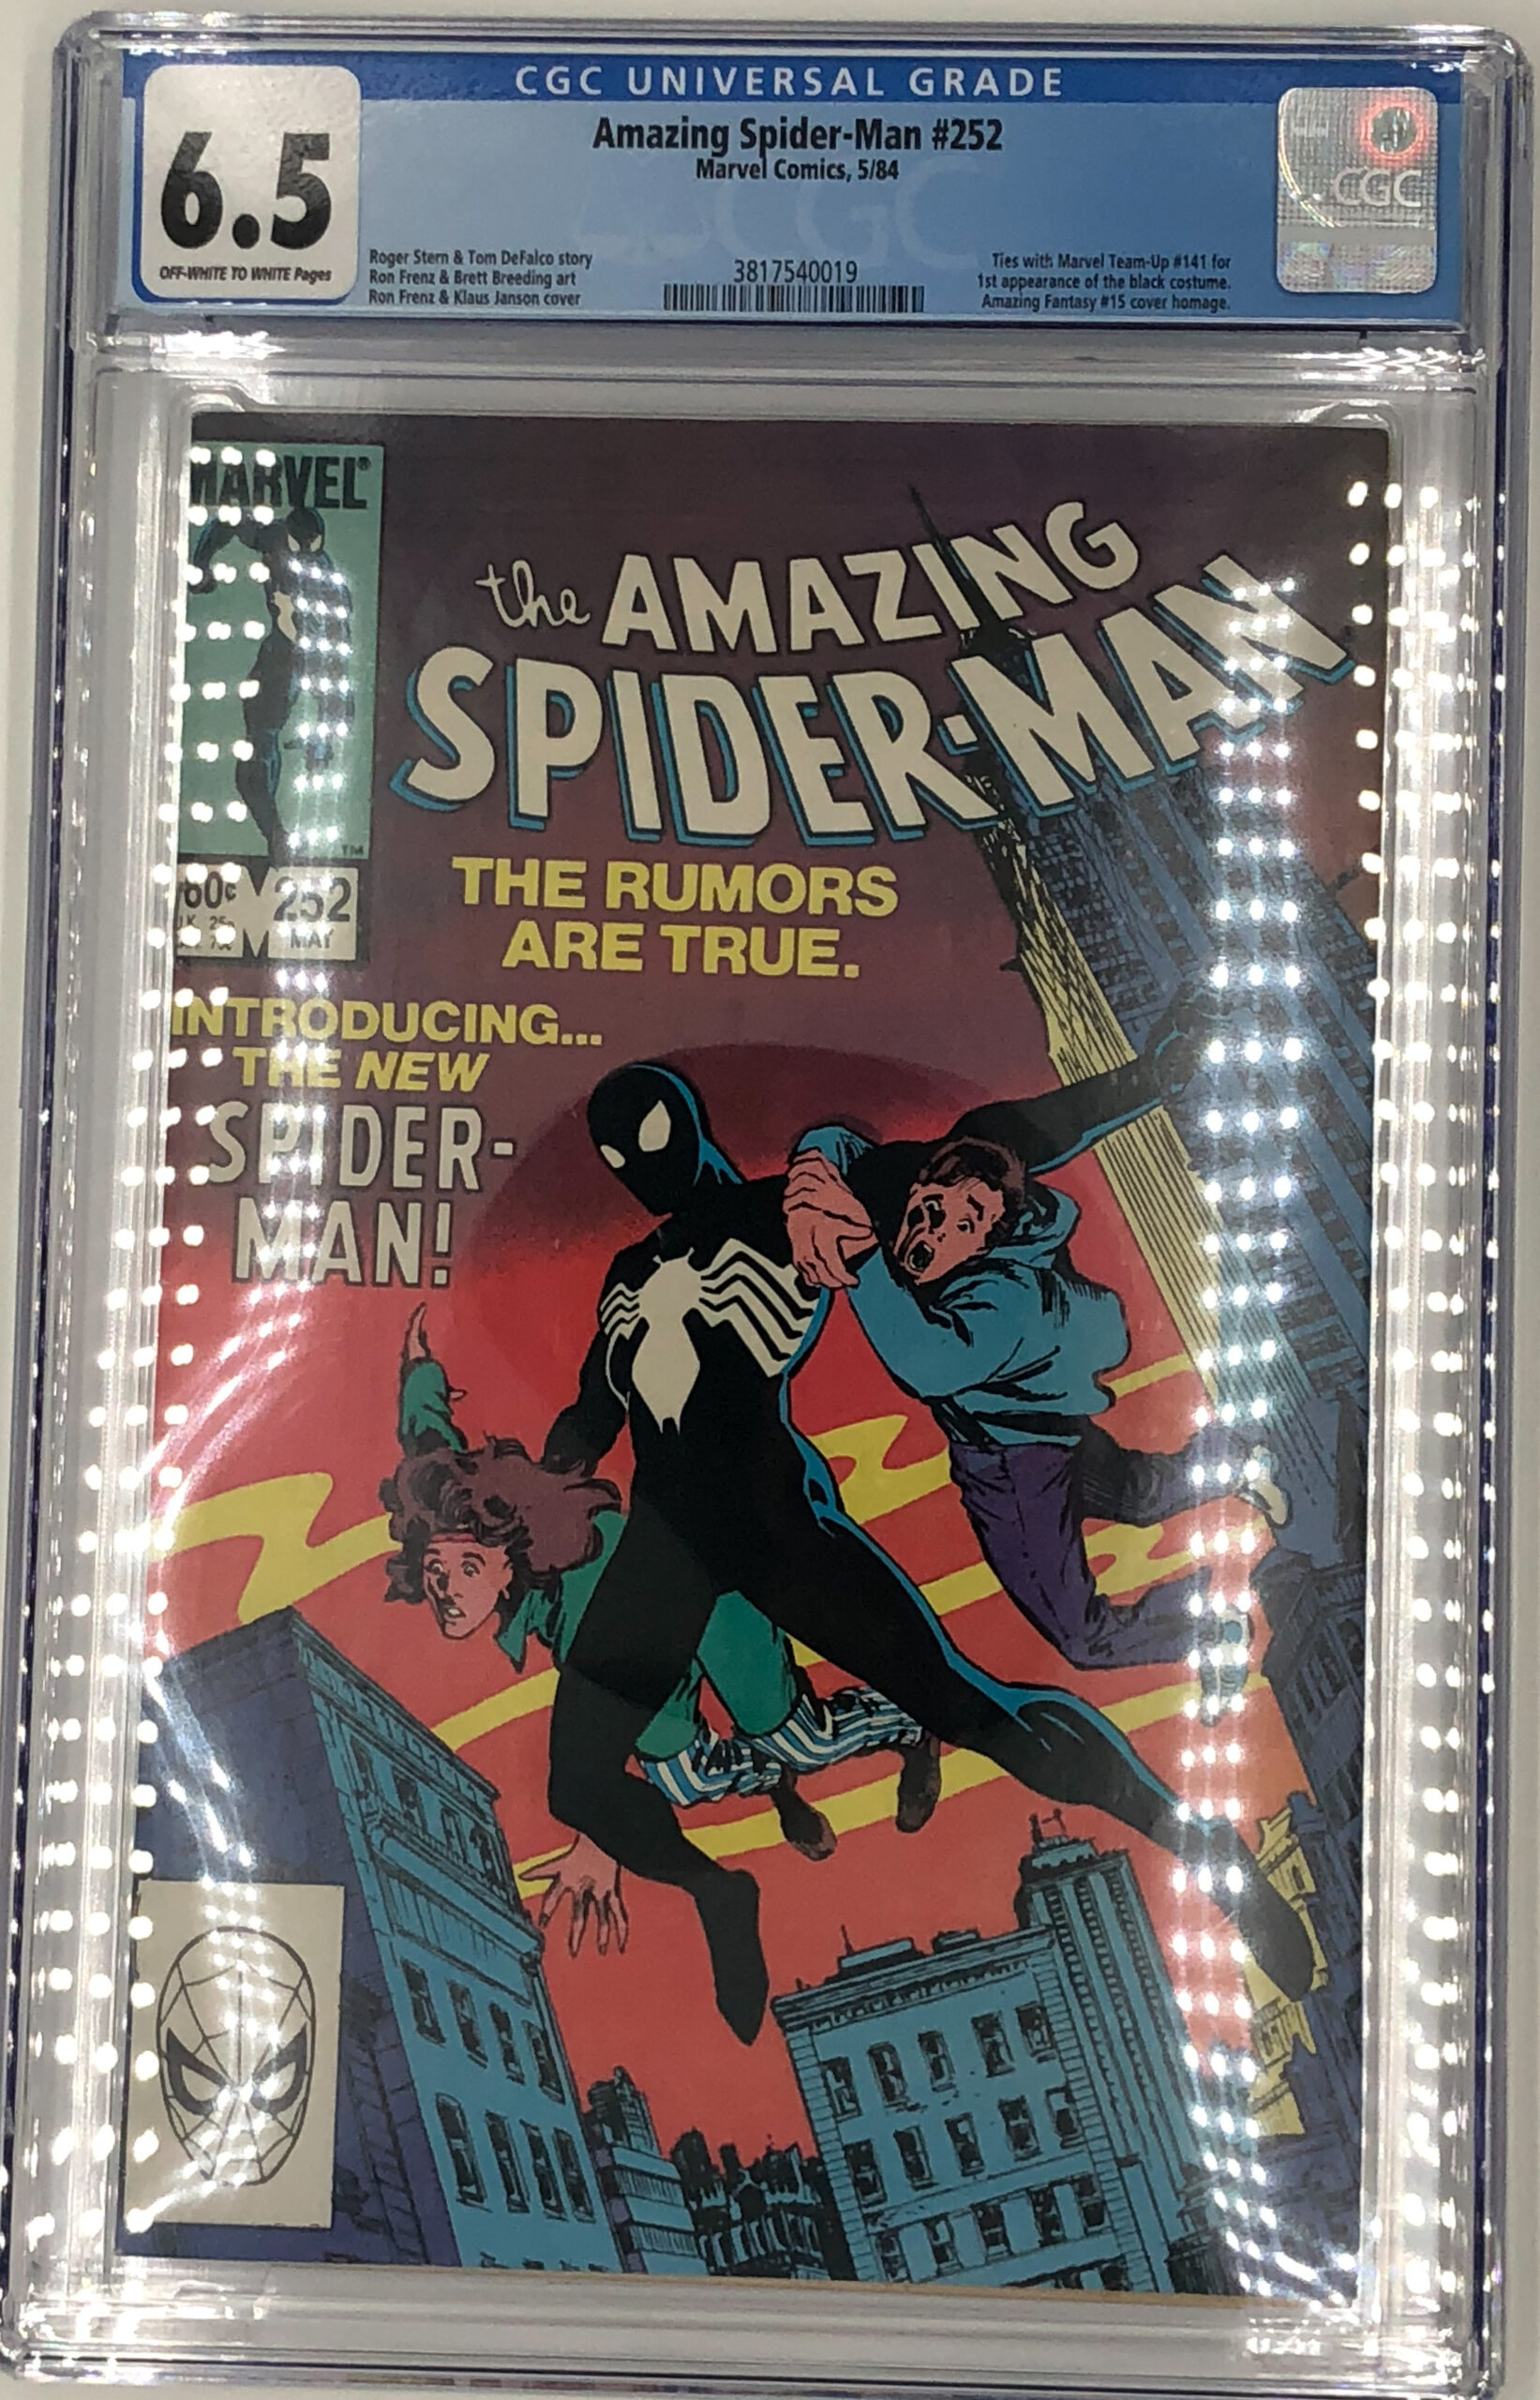 CGC UNIVERSAL GRADE
6.5
OFF-WHITE TO WHITE Pages
Amazing Spider-Man #252
Marvel Comics, 5/84
Roger Stern & Tom DeFalco story
Ron Frenz & Brett Breeding art
Ron Frenz & Klaus Janson cover
3817540019
Ties with Marvel Team-Up #141 for
1st appearance of the black costume.
Amazing Fantasy #15 cover homage.
CGC
CGC
MARVEL®
TM
60¢
252
MAY
the AMAZING
SPIDER-MAN
THE RUMORS
ARE TRUE.
INTRODUCING...
THE NEW
SPIDER-
MAN!